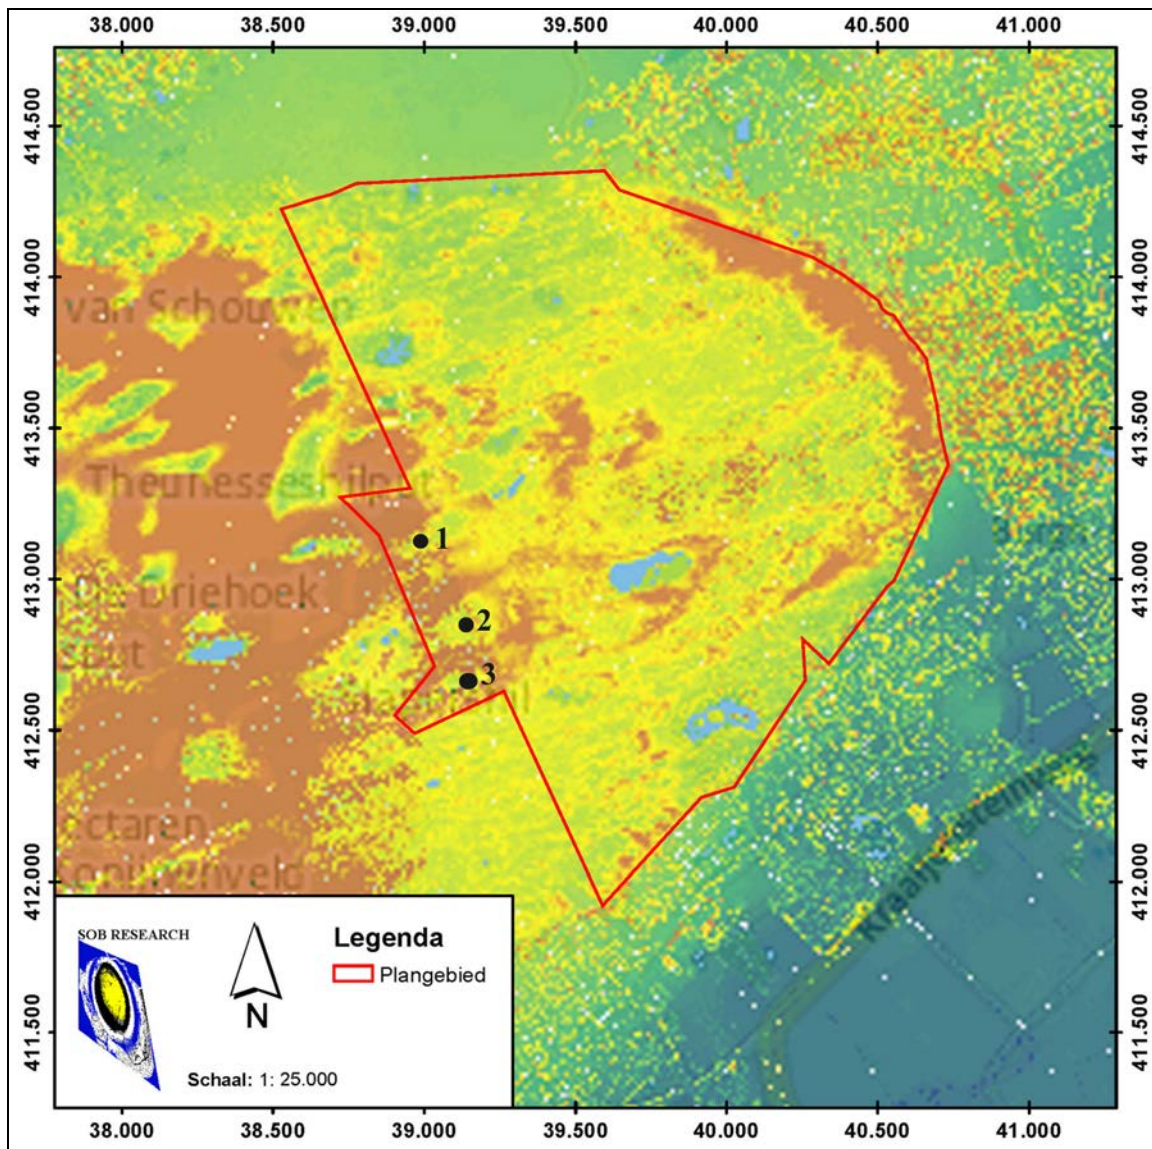 38.000 38.500 39.000 39.500 40.000 40.500 41.000
414.500 414.500
414.000 414.000
van Schouwen
413.500 413.500
Theunesseshilput
1
413.000 413.000
Driehoek
2
3
412.500 412.500
412.000 412.000
SOB RESEARCH
N
Legenda
Plangebied
Schaal: 1: 25.000
411.500 411.500
38.000 38.500 39.000 39.500 40.000 40.500 41.000